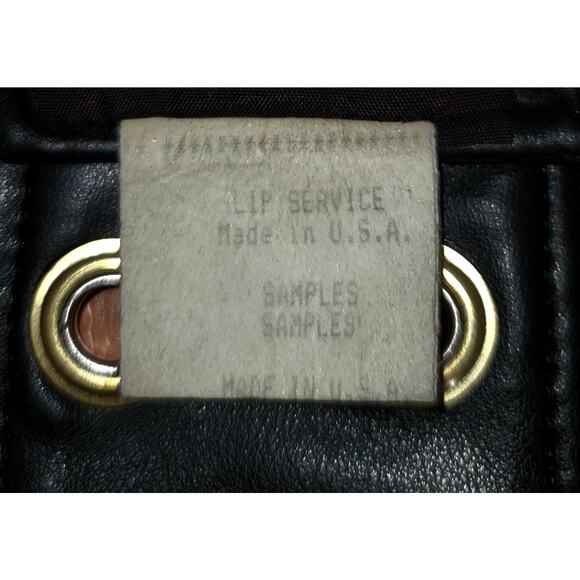 "LIP SERVICE"
Made in U.S.A.
SAMPLES
SAMPLES
MADE IN U.S.A